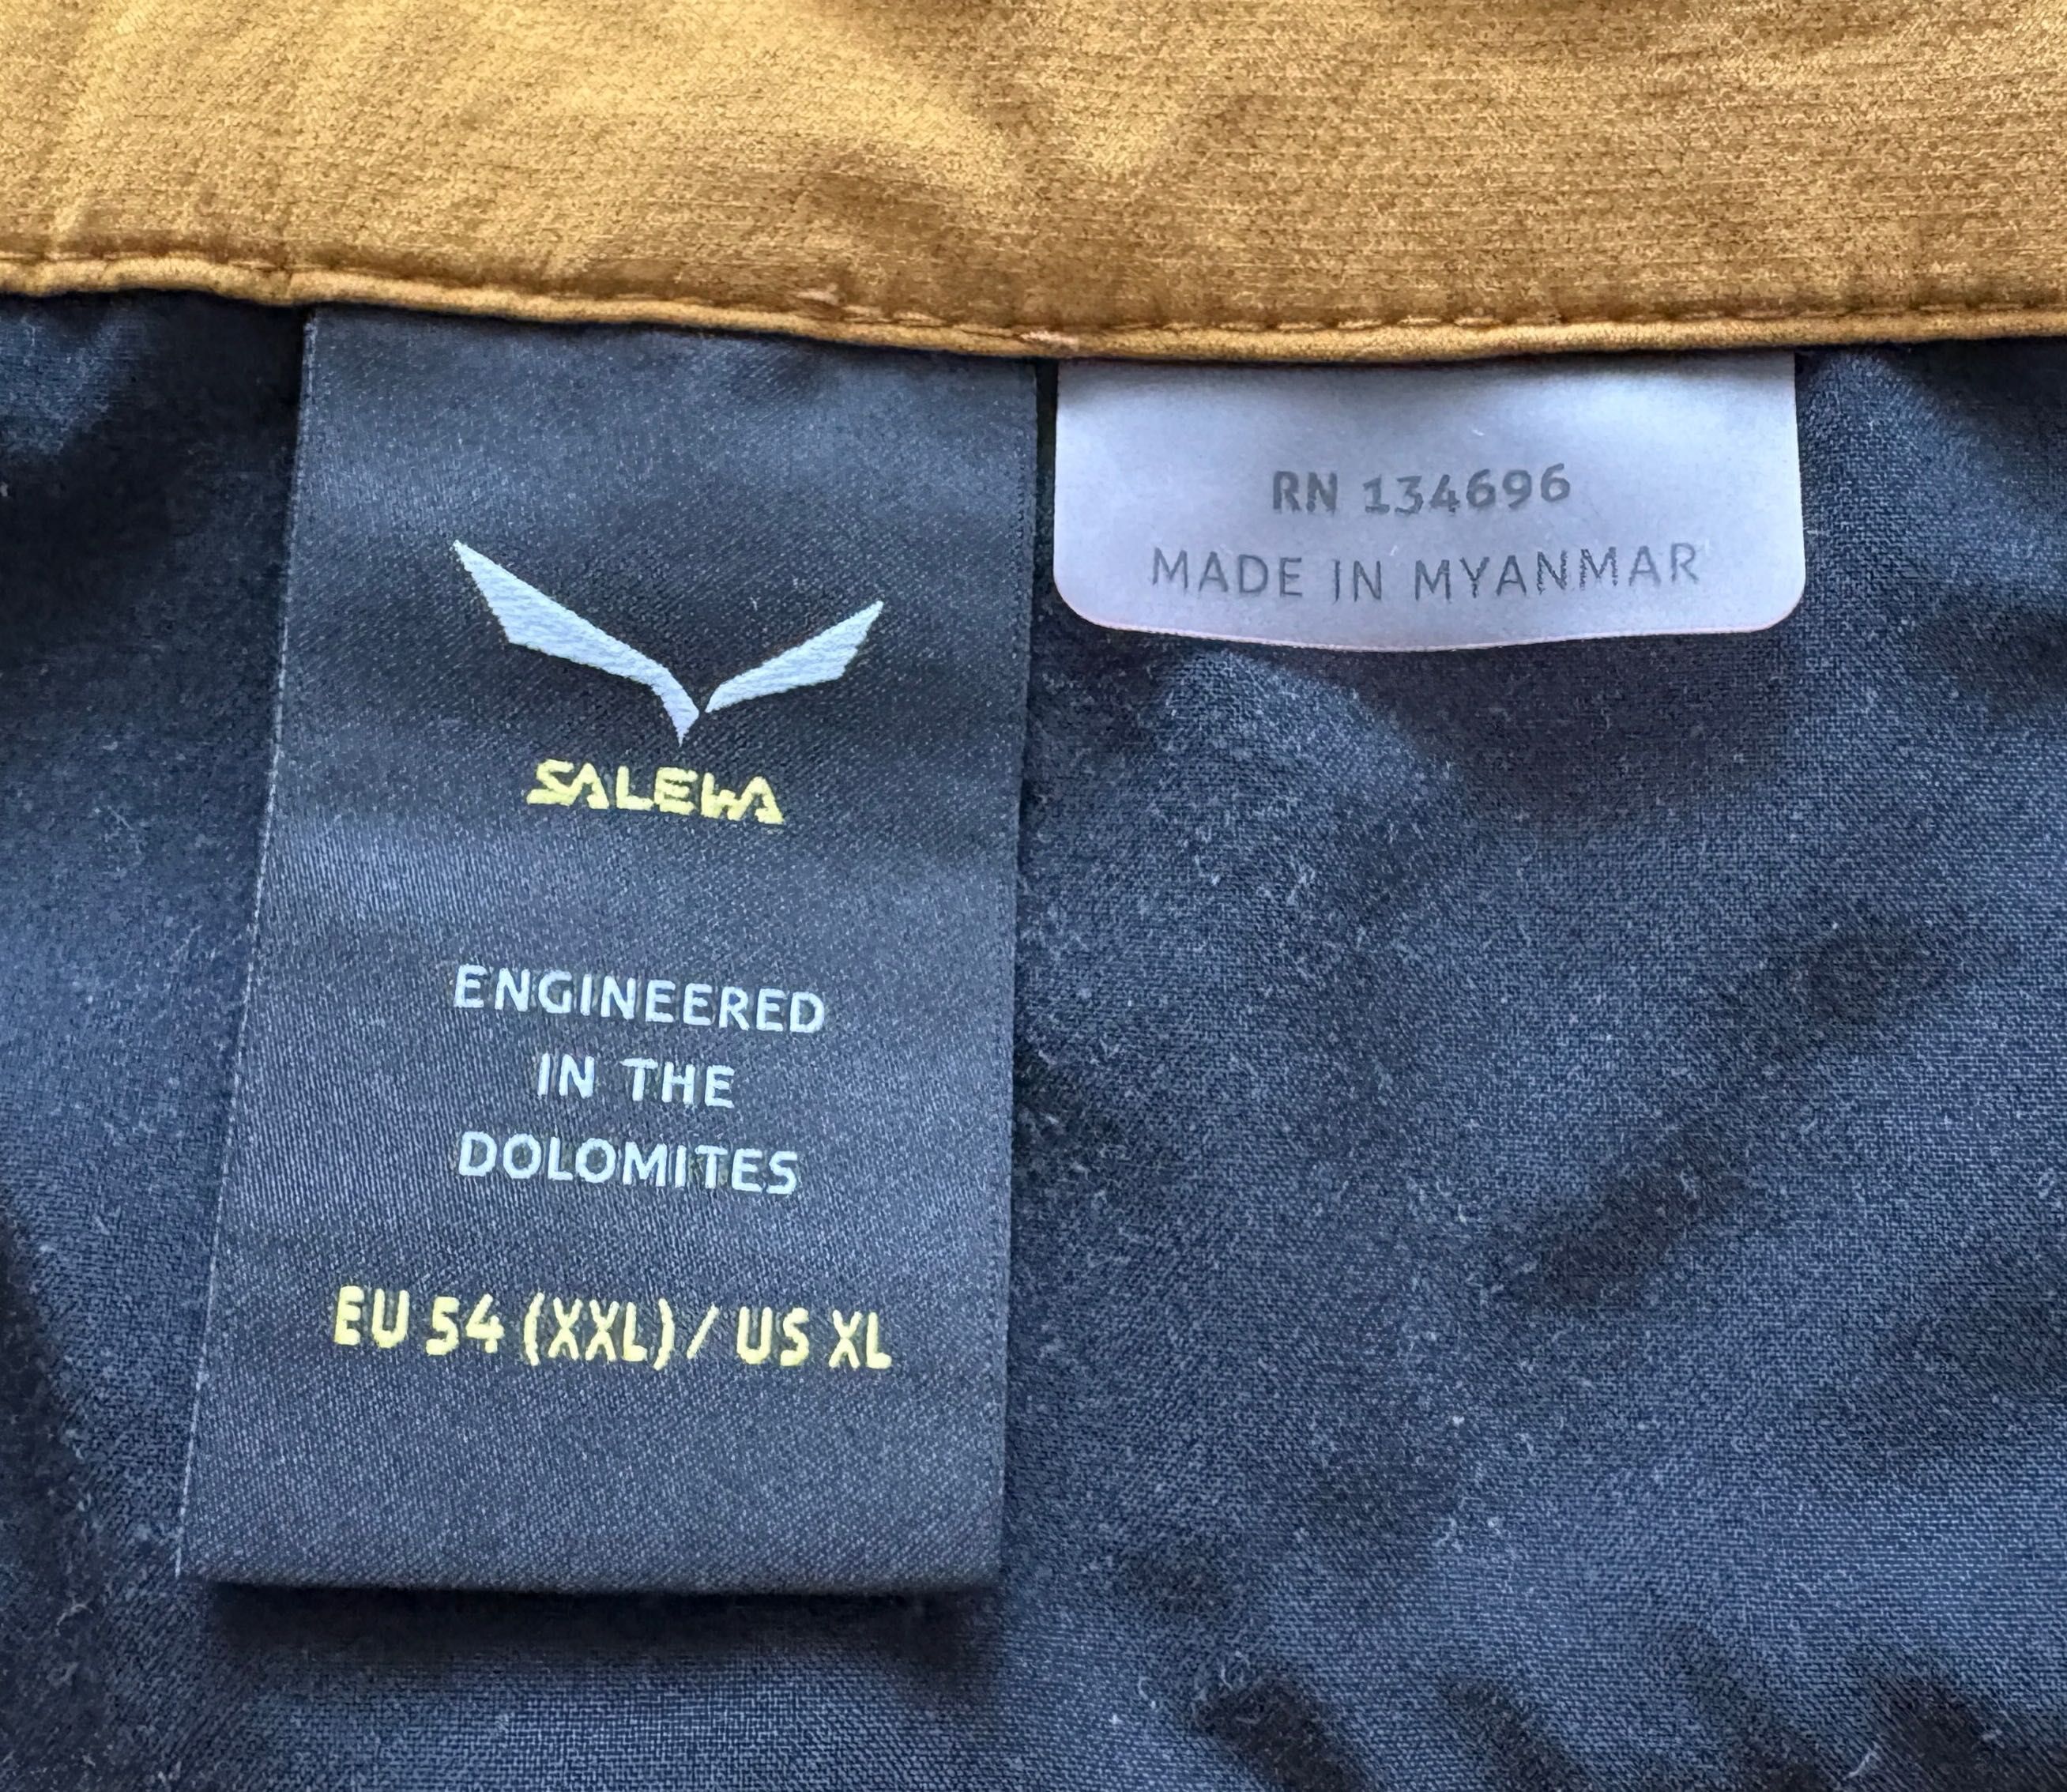 SALEWA
ENGINEERED
IN THE
DOLOMITES
EU 54 (XXL) / US XL
RN 134696
MADE IN MYANMAR